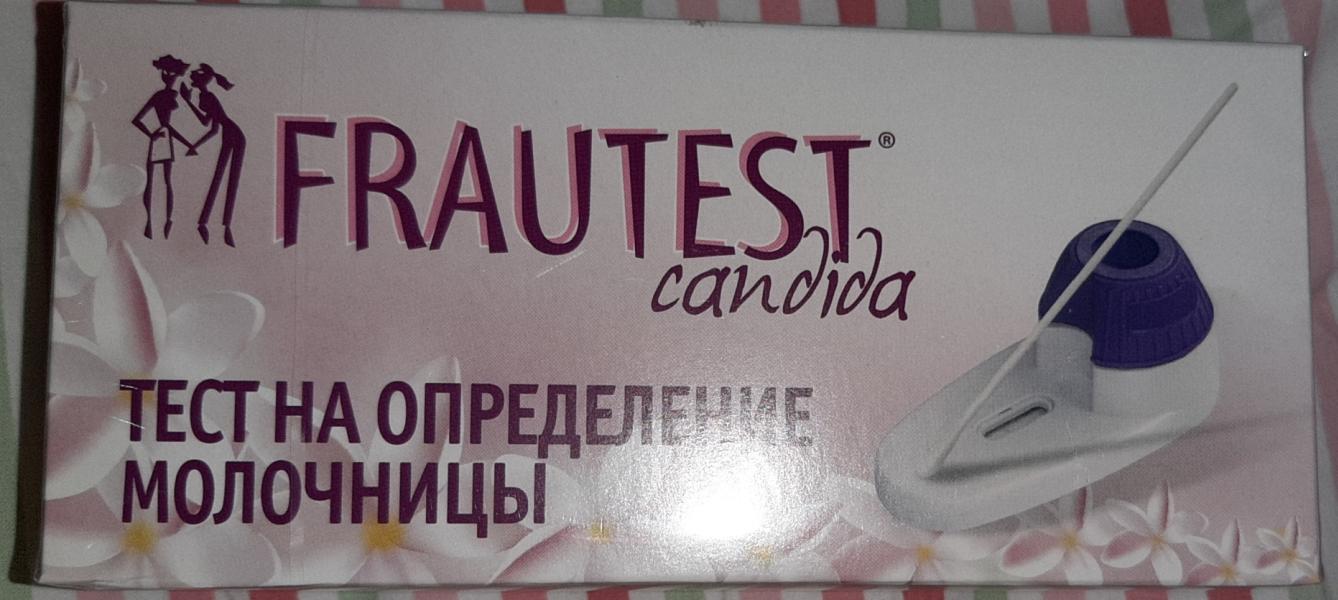 FRAUTEST®
candida
ТЕСТ НА ОПРЕДЕЛЕНИЕ
МОЛОЧНИЦЫ